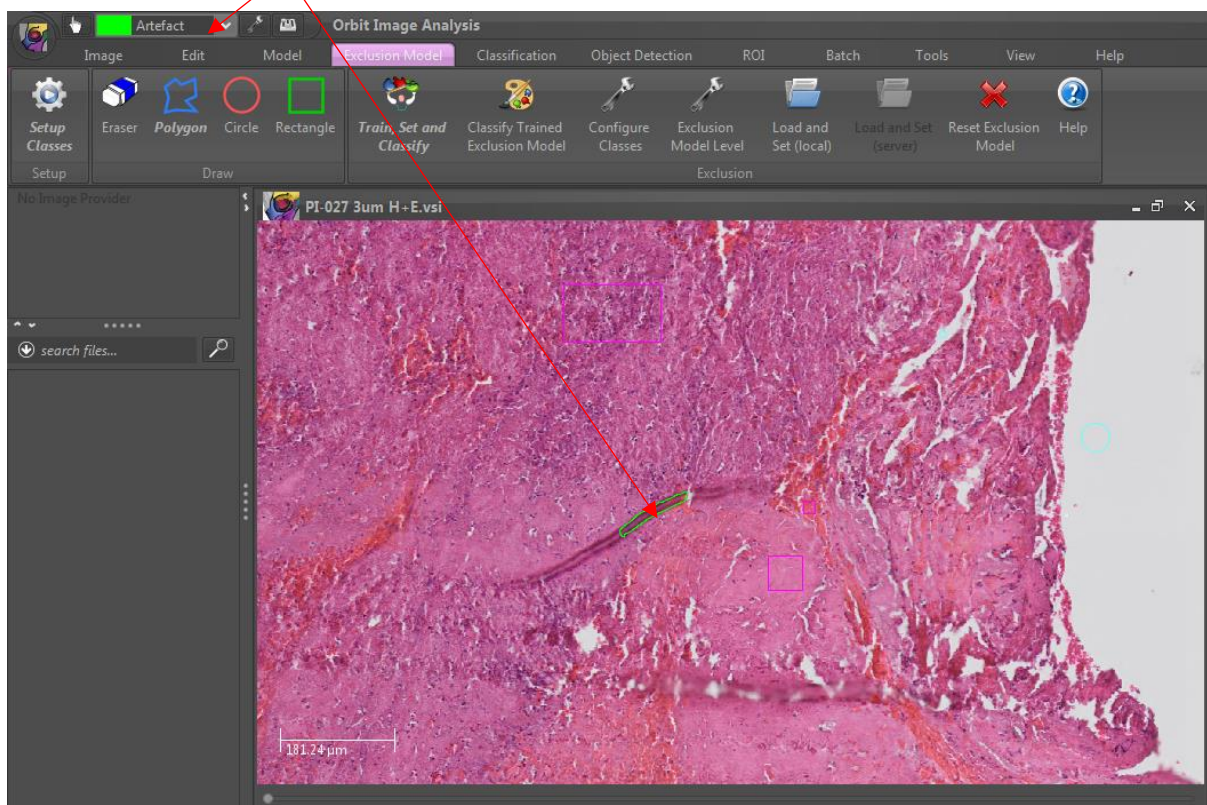 Artefact
Orbit Image Analysis
Image Edit Model Exclusion Model Classification Object Detection ROI Batch Tools View Help
Setup Classes
Eraser
Polygon
Circle
Rectangle
Train, Set and Classify
Classify Trained Exclusion Model
Configure Classes
Exclusion Model Level
Load and Set (local)
Load and Set (server)
Reset Exclusion Model
Help
Setup Draw Exclusion
No Image Provider
PI-027 3um H+E.vsi
search files...
181.24 µm